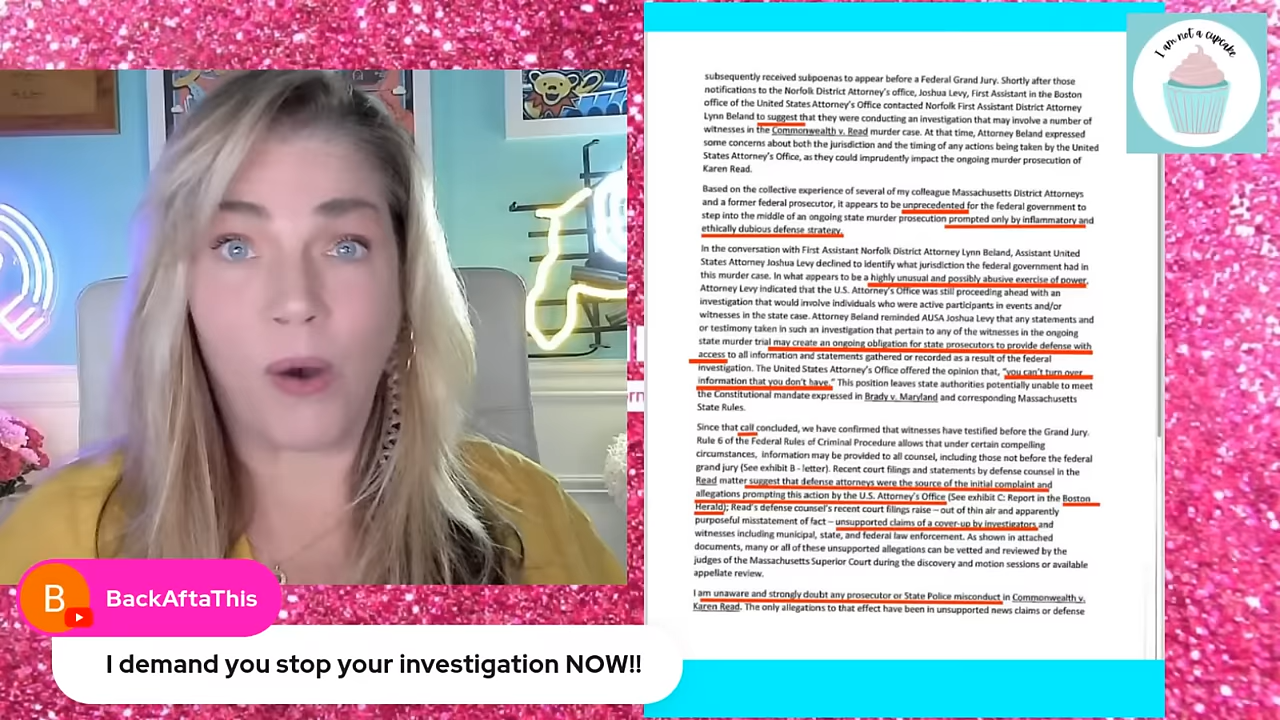 I am not a cupcake
subsequently received subpoenas to appear before a Federal Grand Jury. Shortly after those
notifications to the Norfolk District Attorney's office, Joshua Levy, First Assistant in the Boston
office of the United States Attorney's Office contacted Norfolk First Assistant District Attorney
Lynn Beland to suggest that they were conducting an investigation that may involve a number of
witnesses in the Commonwealth v. Read murder case. At that time, Attorney Beland expressed
some concerns about both the jurisdiction and the timing of any actions being taken by the United
States Attorney's Office, as they could imprudently impact the ongoing murder prosecution of
Karen Read.
Based on the collective experience of several of my colleague Massachusetts District Attorneys
and a former federal prosecutor, it appears to be unprecedented for the federal government to
step into the middle of an ongoing state murder prosecution prompted only by inflammatory and
ethically dubious defense strategy.
In the conversation with First Assistant Norfolk District Attorney Lynn Beland, Assistant United
States Attorney Joshua Levy declined to identify what jurisdiction the federal government had in
this murder case. In what appears to be a highly unusual and possibly abusive exercise of power,
Attorney Levy indicated that the U.S. Attorney's Office was still proceeding ahead with an
investigation that would involve individuals who were active participants in events and/or
witnesses in the state case. Attorney Beland reminded AUSA Joshua Levy that any statements and
or testimony taken in such an investigation that pertain to any of the witnesses in the ongoing
state murder trial may create an ongoing obligation for state prosecutors to provide defense with
access to all information and statements gathered or recorded as a result of the federal
investigation. The United States Attorney's Office offered the opinion that, "you can't turn over
information that you don't have." This position leaves state authorities potentially unable to meet
the Constitutional mandate expressed in Brady v. Maryland and corresponding Massachusetts
State Rules.
Since that call concluded, we have confirmed that witnesses have testified before the Grand Jury.
Rule 6 of the Federal Rules of Criminal Procedure allows that under certain compelling
circumstances, information may be provided to all counsel, including those not before the federal
grand jury (See exhibit B - letter). Recent court filings and statements by defense counsel in the
Read matter suggest that defense attorneys were the source of the initial complaint and
allegations prompting this action by the U.S. Attorney's Office (See exhibit C: Report in the Boston
Herald); Read's defense counsel's recent court filings raise – out of thin air and apparently
purposeful misstatement of fact – unsupported claims of a cover-up by investigators and
witnesses including municipal, state, and federal law enforcement. As shown in attached
documents, many or all of these unsupported allegations can be vetted and reviewed by the
judges of the Massachusetts Superior Court during the discovery and motion sessions or available
appellate review.
I am unaware and strongly doubt any prosecutor or State Police misconduct in Commonwealth v.
Karen Read. The only allegations to that effect have been in unsupported news claims or defense
B
BackAftaThis
I demand you stop your investigation NOW!!